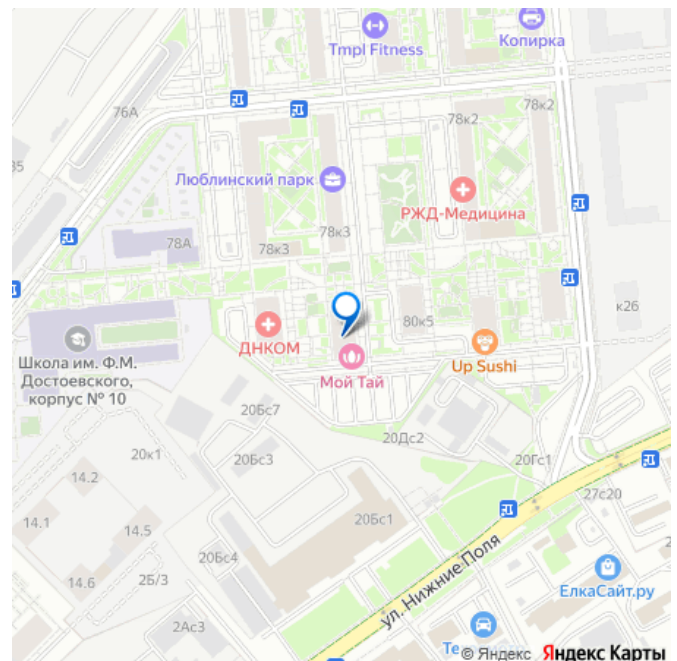 Tmpl Fitness
Копирка
76А
78к2
78к2
35
Люблинский парк
РЖД-Медицина
78А
78к3
78к3
к26
80к5
ДНКОМ
Up Sushi
Школа им. Ф.М.
Достоевского,
корпус № 10
Мой Тай
20Бс7
20Дс2
20к1
20Бс3
20Гс1
14.2
27с20
14.1
14.5
20Бс1
ул. Нижние Поля
20Бс4
14.6
2Б/3
ЕлкаСайт.ру
2Ас3
Те
© Яндекс Яндекс Карты